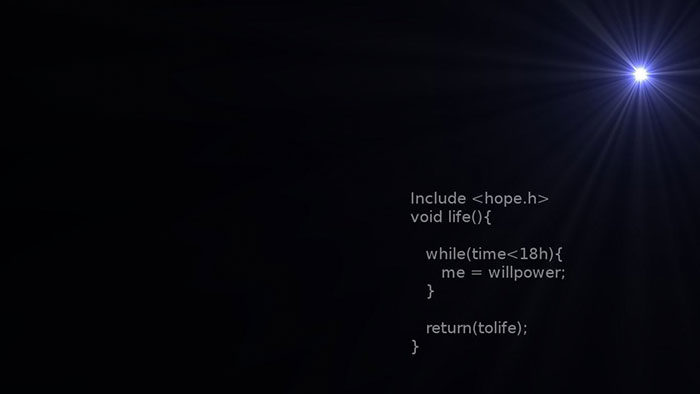 Include <hope.h>
void life(){
while(time<18h){
me = willpower;
}
return(tolife);
}